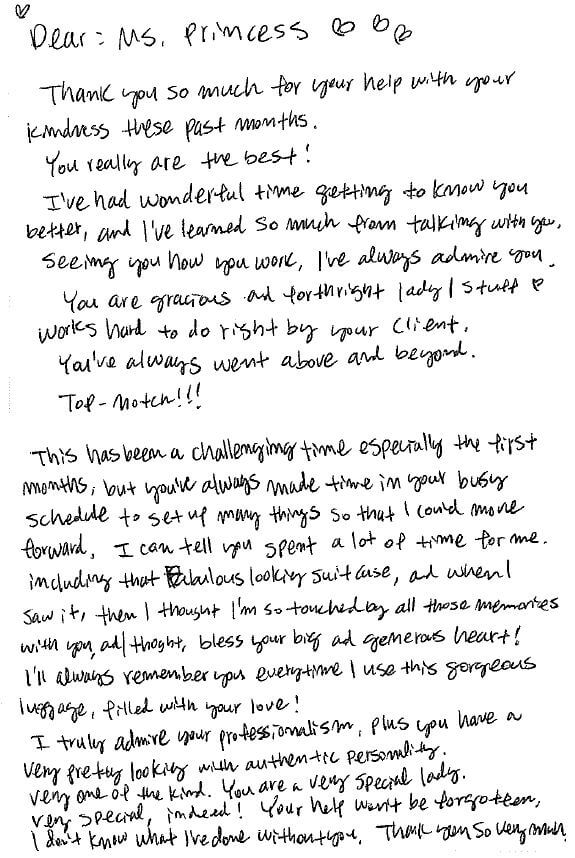 Dear: Ms. Princess
Thank you so much for your help with your
kindness these past months.
You really are the best!
I've had wonderful time getting to know you
better, and I've learned so much from talking with you.
Seeing you how you work, I've always admire you.
You are gracious ad forthright lady / stuff
works hard to do right by your client.
You've always went above and beyond.
Top-notch!!!
This has been a challenging time especially the first
months, but you've always made time in your busy
schedule to set up many things so that I could move
forward. I can tell you spent a lot of time for me.
including that fabulous looking suit case, ad when I
saw it, then I thought I'm so touched by all those memories
with you, ad I thoght, bless your big ad generous heart!
I'll always remember you everytime I use this gorgeous
luggage, filled with your love!
I truly admire your professionalism, plus you have a
very pretty looking with authentic personality.
very one of the kind. You are a very special lady.
very special, indeed! Your help won't be forgotten,
I don't know what I've done without you. Thank you so very much